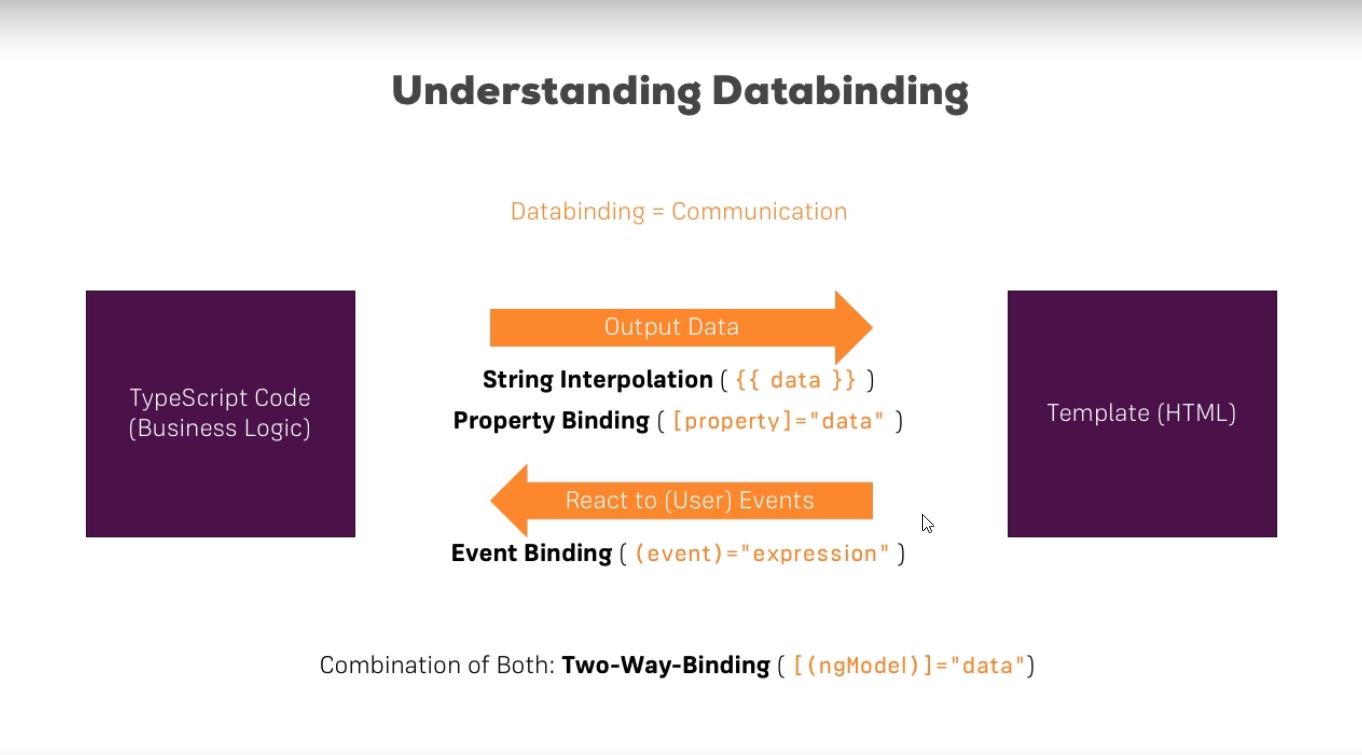 Understanding Databinding
Databinding = Communication
TypeScript Code
(Business Logic)
Output Data
String Interpolation ( {{ data }} )
Property Binding ( [property]="data" )
React to (User) Events
Event Binding ( (event)="expression" )
Template (HTML)
Combination of Both: Two-Way-Binding ( [(ngModel)]="data")